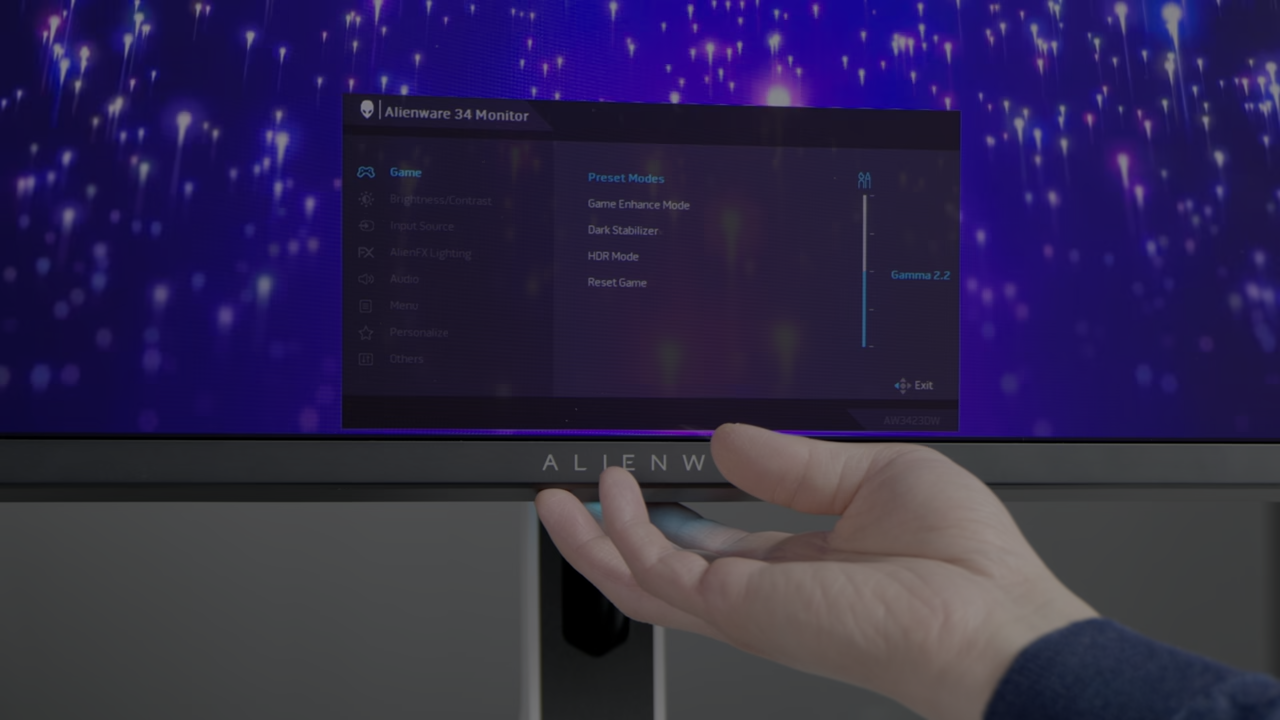 Alienware 34 Monitor
Game
Brightness/Contrast
Input Source
FX AlienFX Lighting
Audio
Menu
Personalize
Others
Preset Modes
Game Enhance Mode
Dark Stabilizer
HDR Mode
Reset Game
Gamma 2.2
Exit
AW3423DW
ALIENW